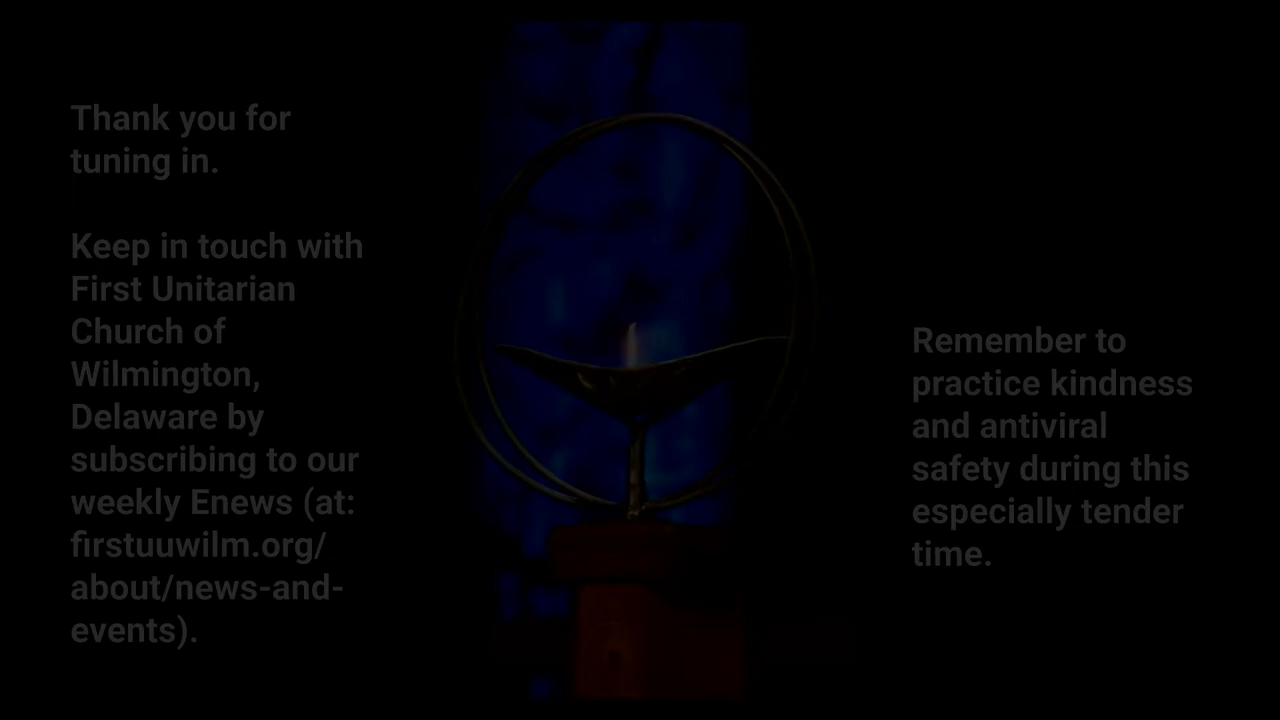 Thank you for
tuning in.
Keep in touch with
First Unitarian
Church of
Wilmington,
Delaware by
subscribing to our
weekly Enews (at:
firstuuwilm.org/
about/news-and-
events).
Remember to
practice kindness
and antiviral
safety during this
especially tender
time.